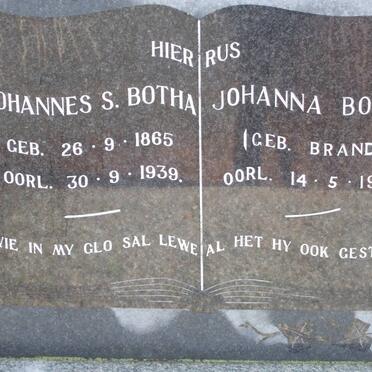 HIER RUS
OHANNES S. BOTHA
GEB. 26 · 9 · 1865
OORL. 30 · 9 · 1939.
WIE IN MY GLO SAL LEWE
JOHANNA BO
(GEB. BRAND
OORL. 14 · 5 · 19
AL HET HY OOK GEST